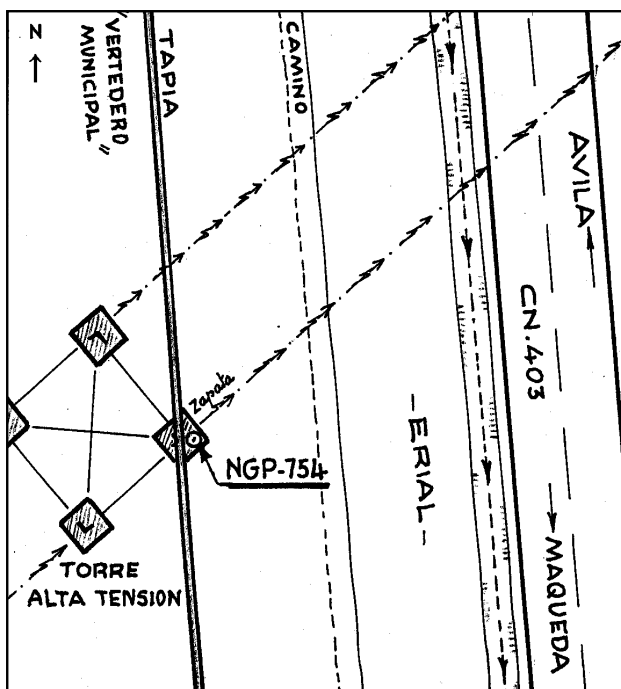 N
"VERTEDERO
MUNICIPAL"
TAPIA
CAMINO
AVILA
CN.403
Zapata
NGP-754
-ERIAL-
MAQUEDA
TORRE
ALTA TENSION